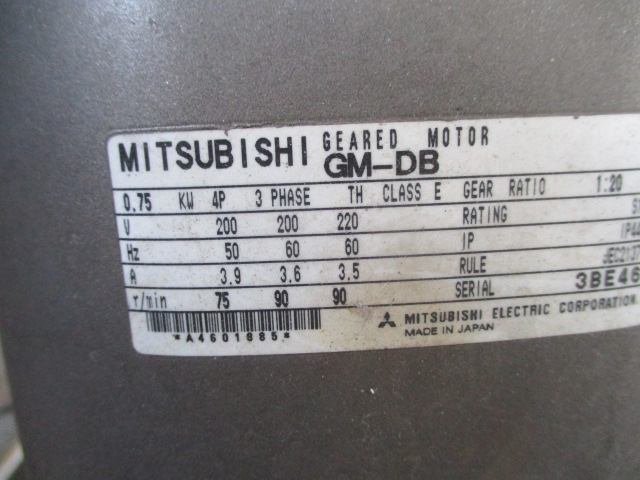 MITSUBISHI GEARED MOTOR
GM-DB
0.75 KW 4P 3 PHASE TH CLASS E GEAR RATIO 1:20
V 200 200 220 RATING
Hz 50 60 60 IP IP44
A 3.9 3.6 3.5 RULE
r/min 75 90 90 SERIAL 3BE46
*A4601885*
MITSUBISHI ELECTRIC CORPORATION
MADE IN JAPAN